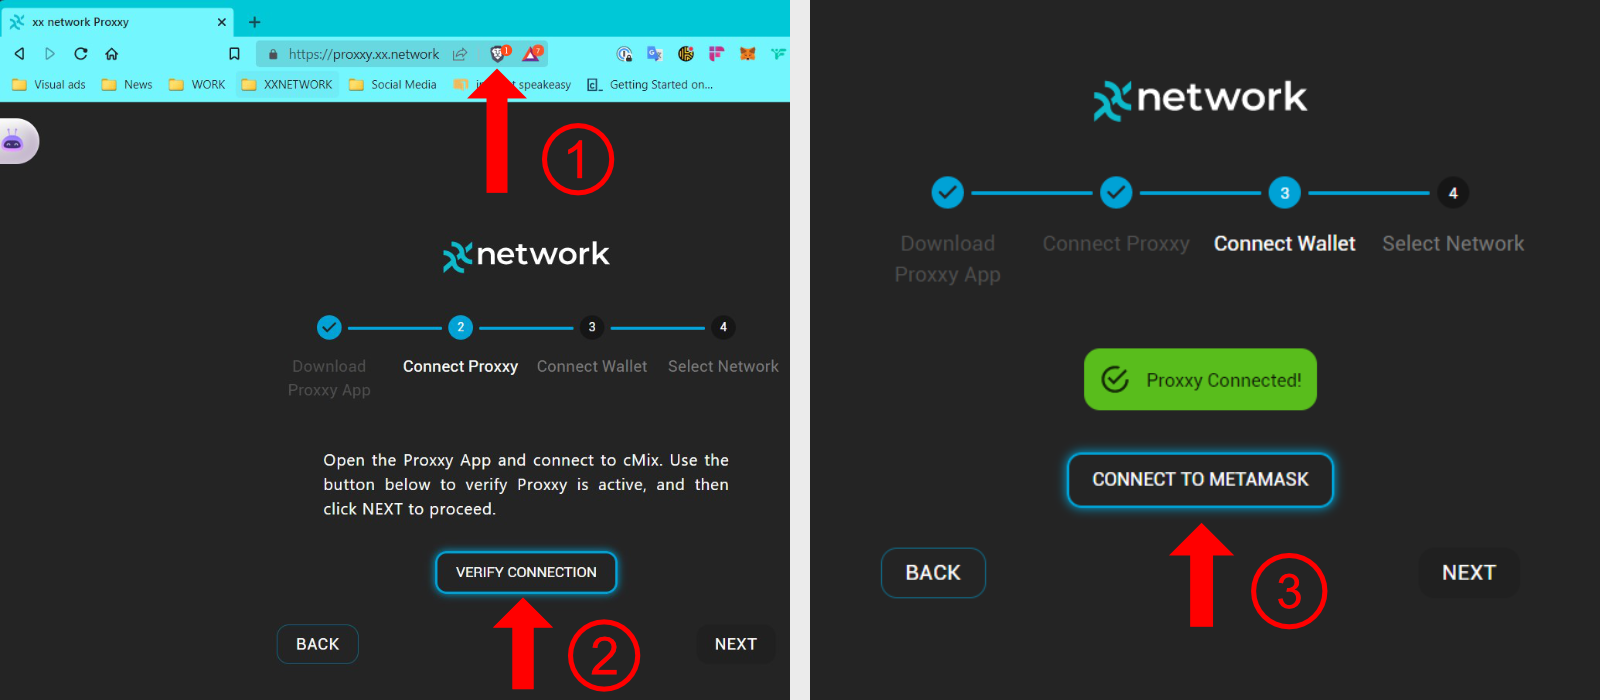 xx network Proxxy
https://proxxy.xx.network
1
7
Visual ads
News
WORK
XXNETWORK
Social Media
speakeasy
Getting Started on...
1
network
2
3
4
Download
Proxxy App
Connect Proxxy
Connect Wallet
Select Network
Open the Proxxy App and connect to cMix. Use the
button below to verify Proxxy is active, and then
click NEXT to proceed.
VERIFY CONNECTION
2
BACK
NEXT
network
3
4
Download
Proxxy App
Connect Proxxy
Connect Wallet
Select Network
Proxxy Connected!
CONNECT TO METAMASK
3
BACK
NEXT